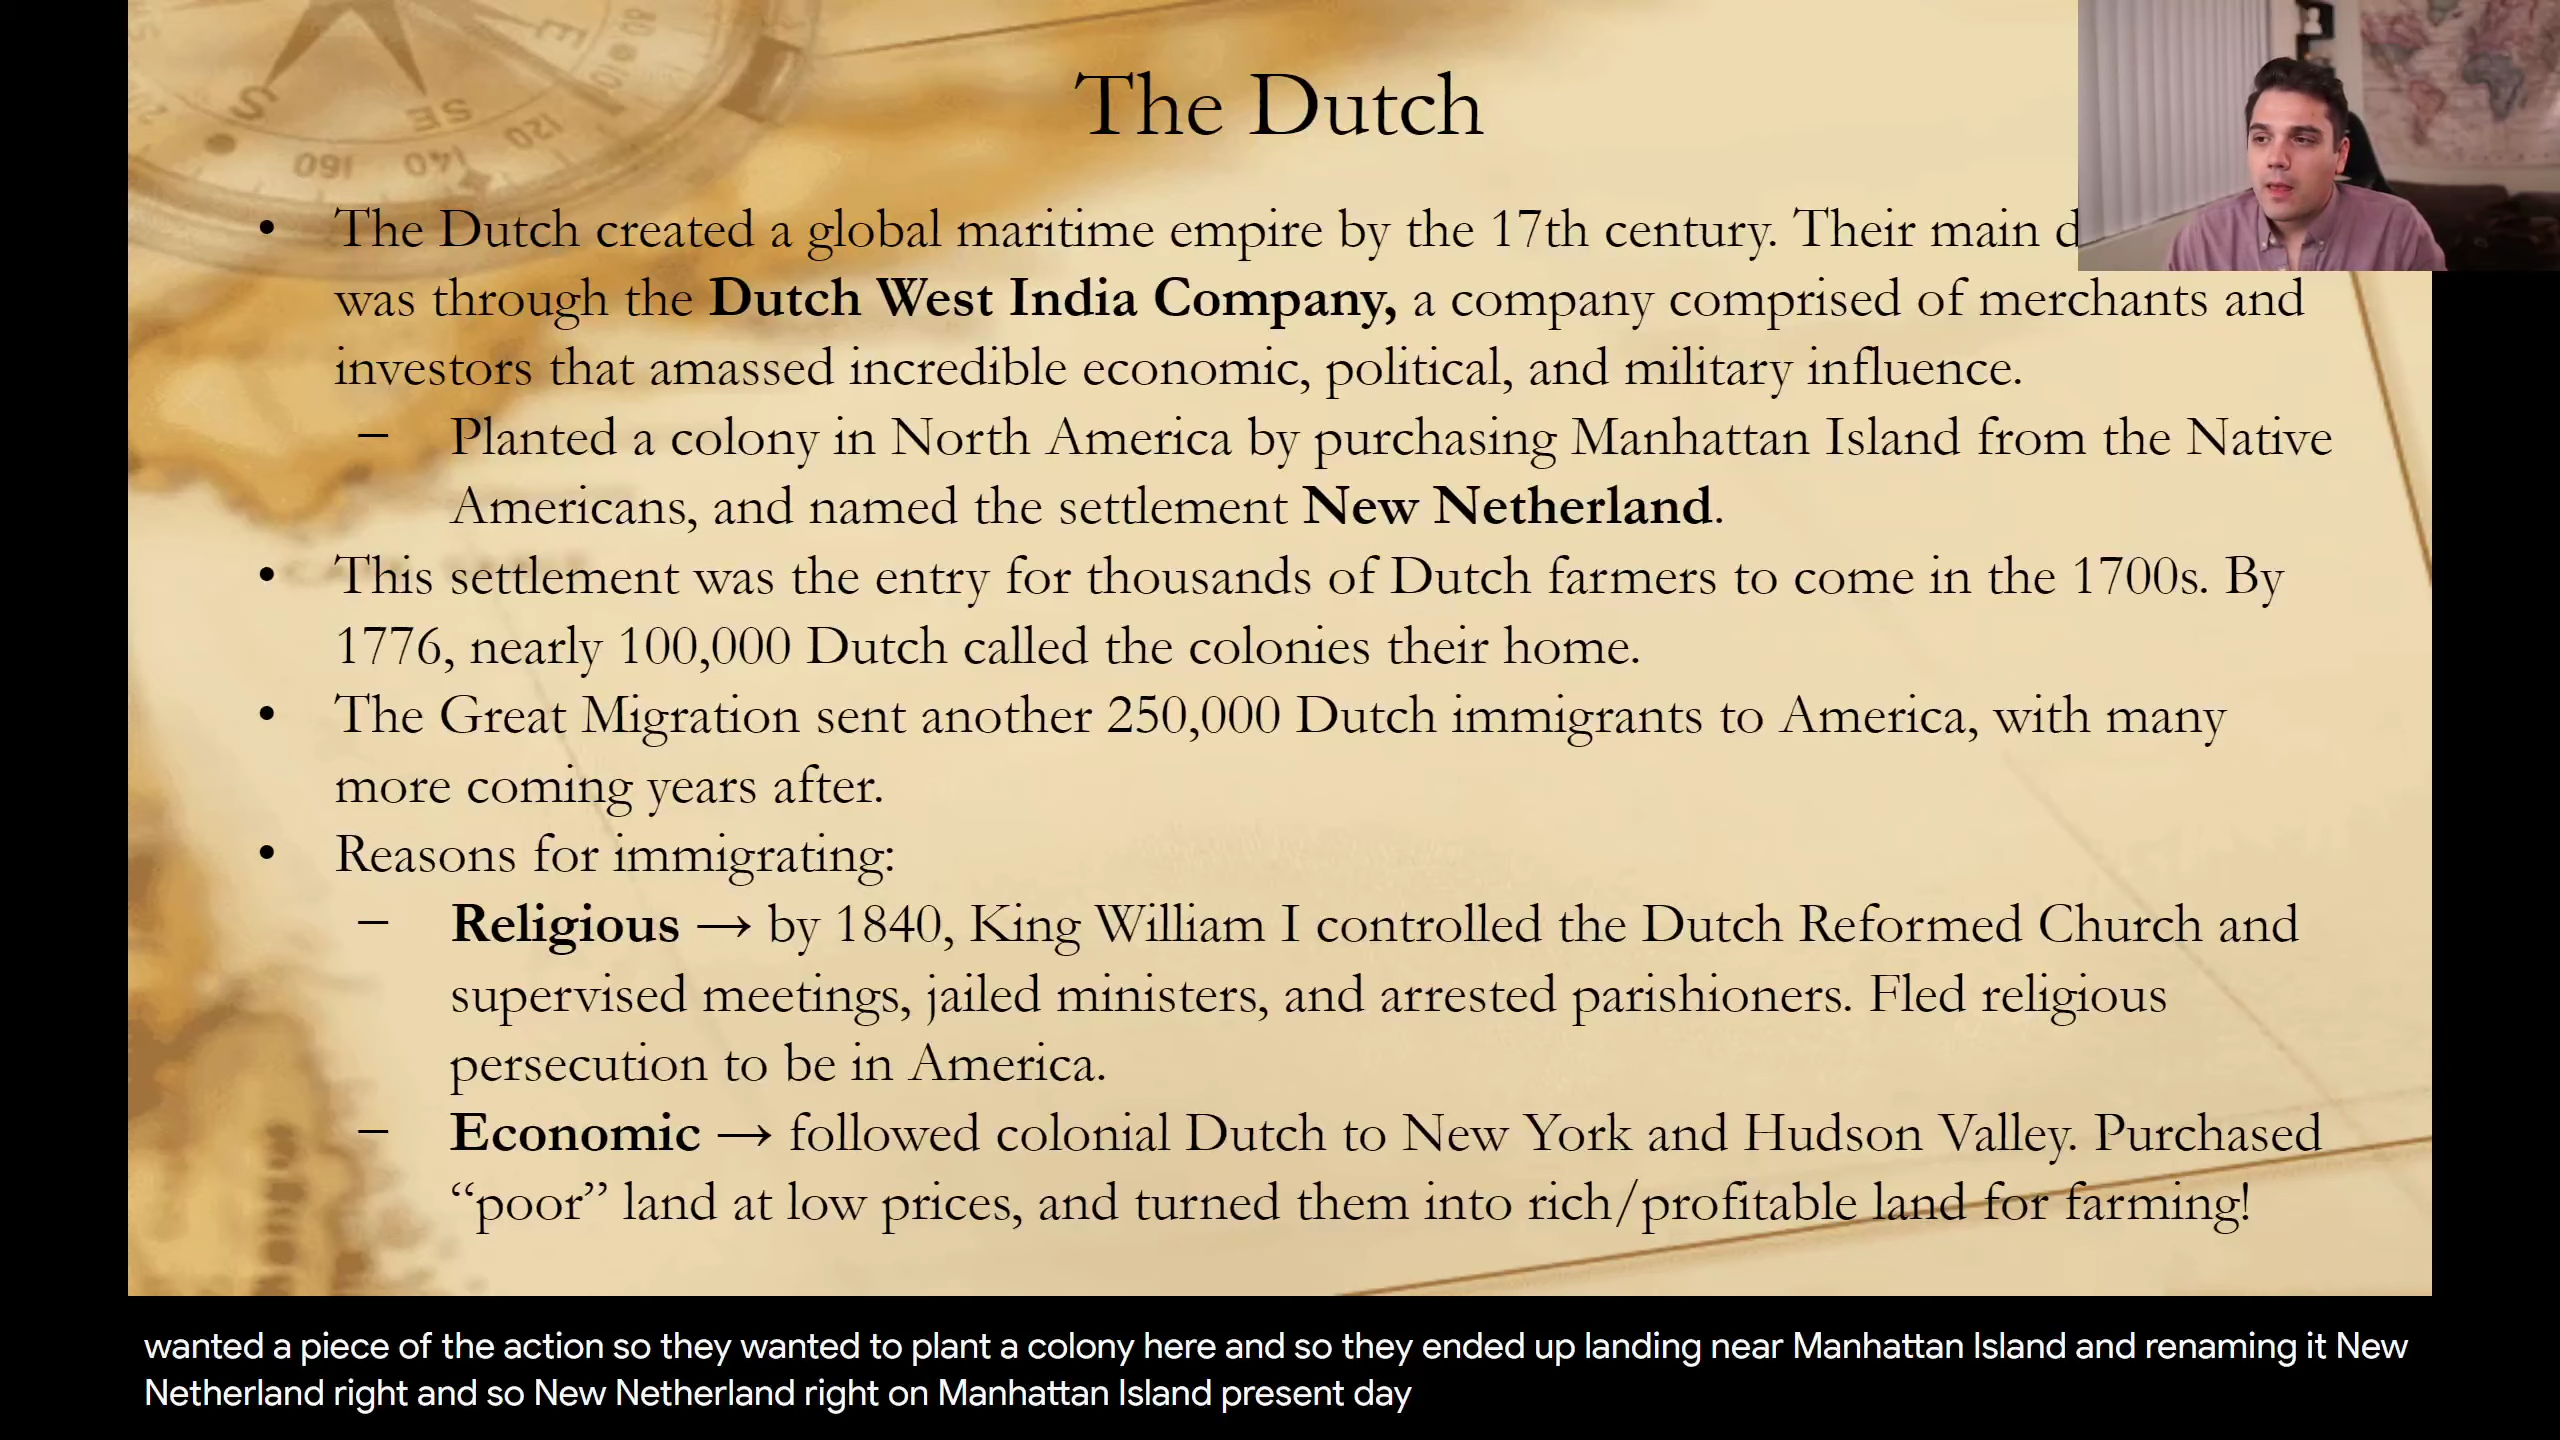 The Dutch
• The Dutch created a global maritime empire by the 17th century. Their main
was through the Dutch West India Company, a company comprised of merchants and
investors that amassed incredible economic, political, and military influence.
– Planted a colony in North America by purchasing Manhattan Island from the Native
Americans, and named the settlement New Netherland.
• This settlement was the entry for thousands of Dutch farmers to come in the 1700s. By
1776, nearly 100,000 Dutch called the colonies their home.
• The Great Migration sent another 250,000 Dutch immigrants to America, with many
more coming years after.
• Reasons for immigrating:
– Religious → by 1840, King William I controlled the Dutch Reformed Church and
supervised meetings, jailed ministers, and arrested parishioners. Fled religious
persecution to be in America.
– Economic → followed colonial Dutch to New York and Hudson Valley. Purchased
“poor” land at low prices, and turned them into rich/profitable land for farming!
wanted a piece of the action so they wanted to plant a colony here and so they ended up landing near Manhattan Island and renaming it New
Netherland right and so New Netherland right on Manhattan Island present day
S
SE
E
160
140
120